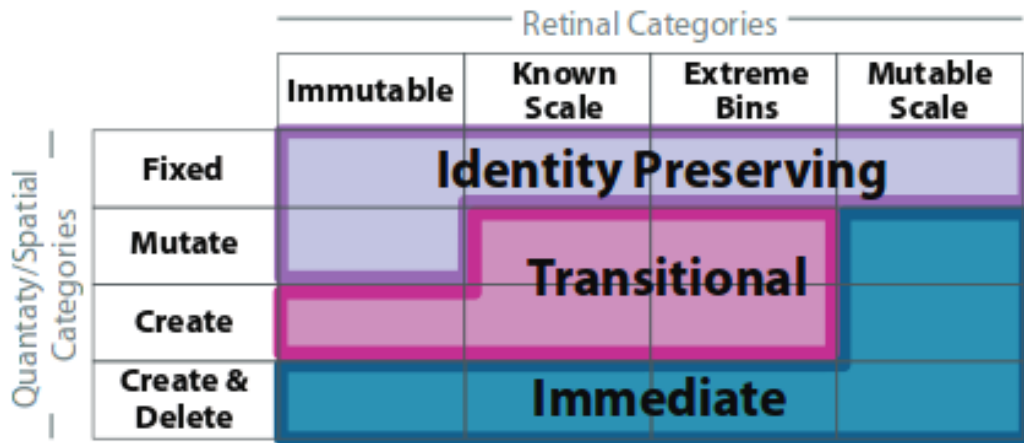 Retinal Categories
Immutable
Known
Scale
Extreme
Bins
Mutable
Scale
Quantaty/Spatial
Categories
Fixed
Identity Preserving
Mutate
Transitional
Create
Create &
Delete
Immediate